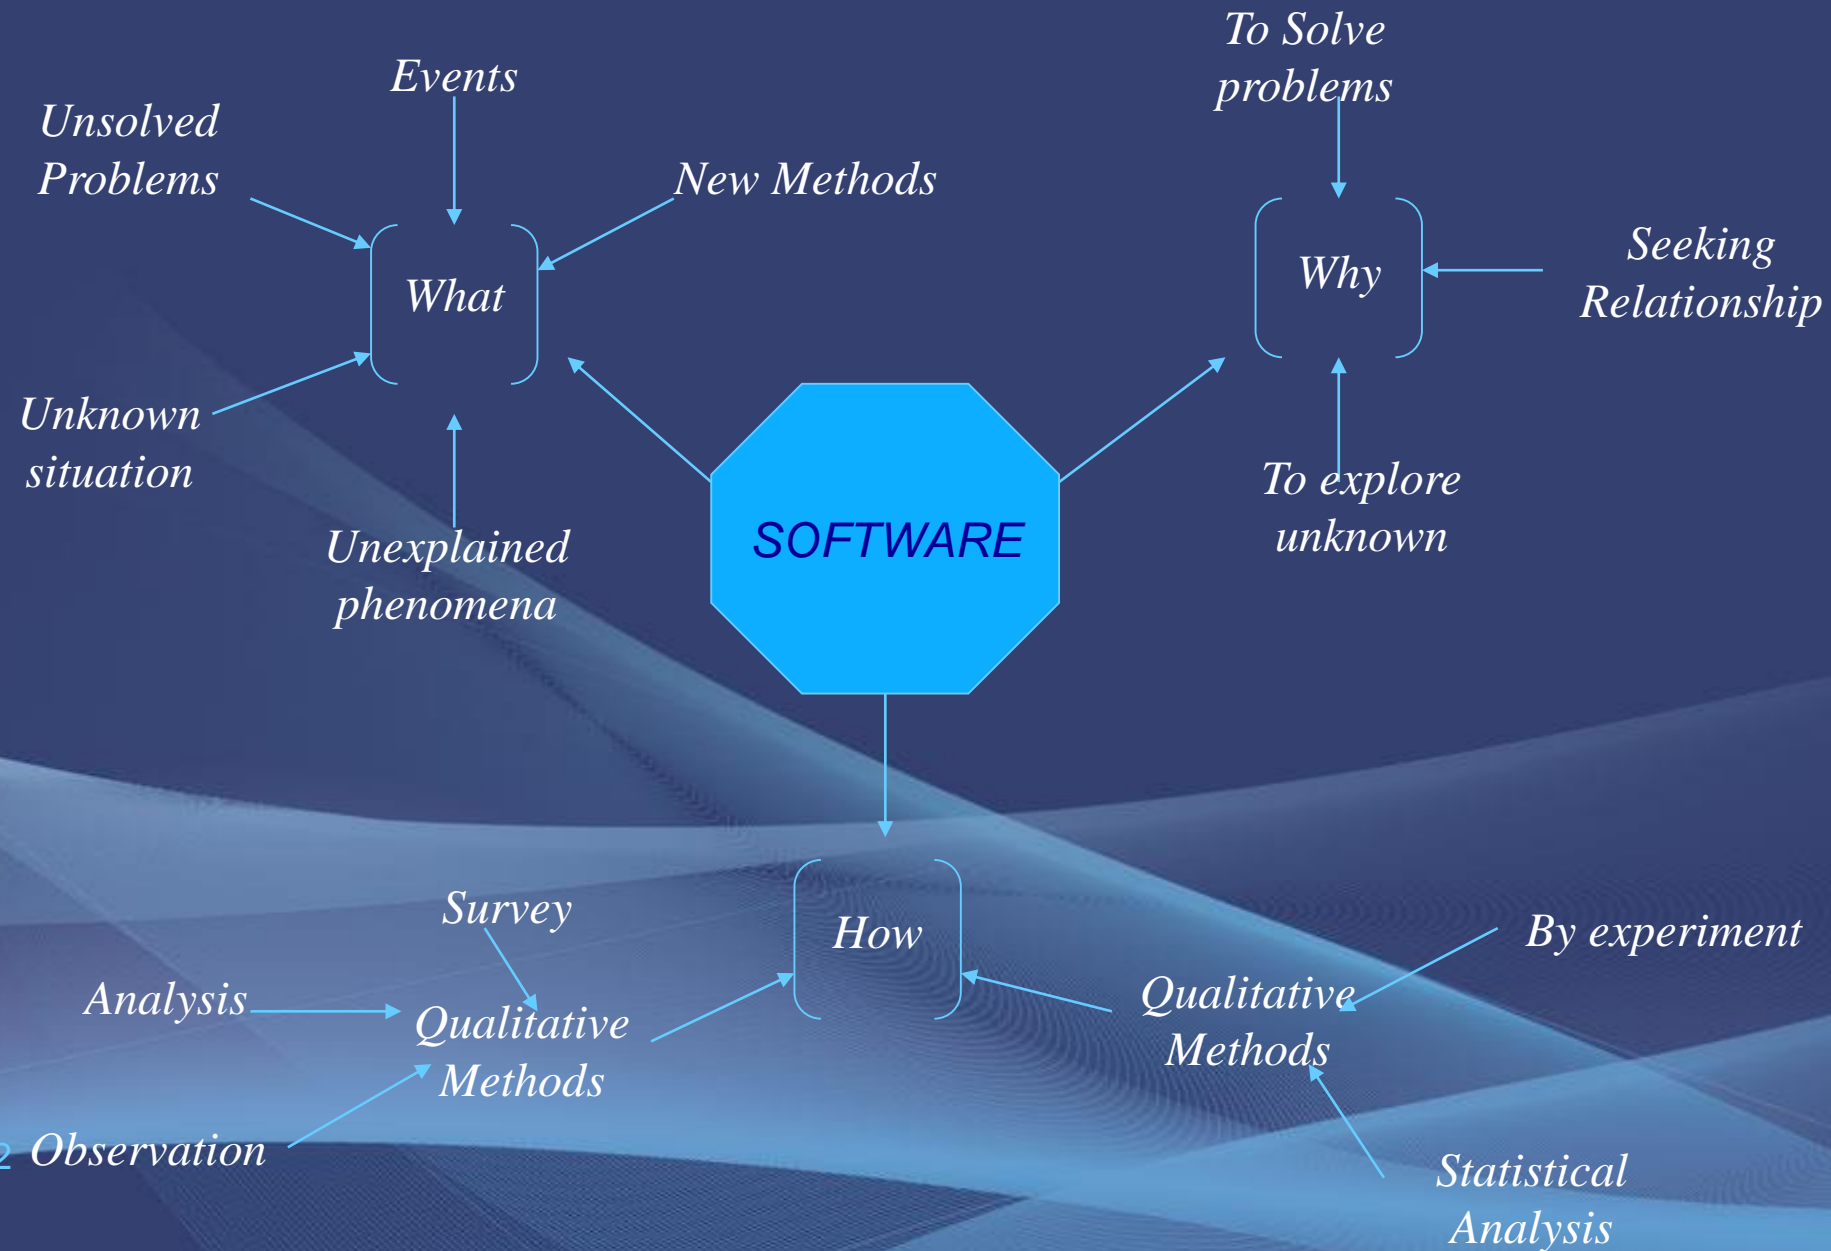 To Solve
problems
Events
Unsolved
Problems
New Methods
What
Why
Seeking
Relationship
Unknown
situation
Unexplained
phenomena
SOFTWARE
To explore
unknown
How
Survey
Analysis
Qualitative
Methods
Observation
By experiment
Qualitative
Methods
Statistical
Analysis
2